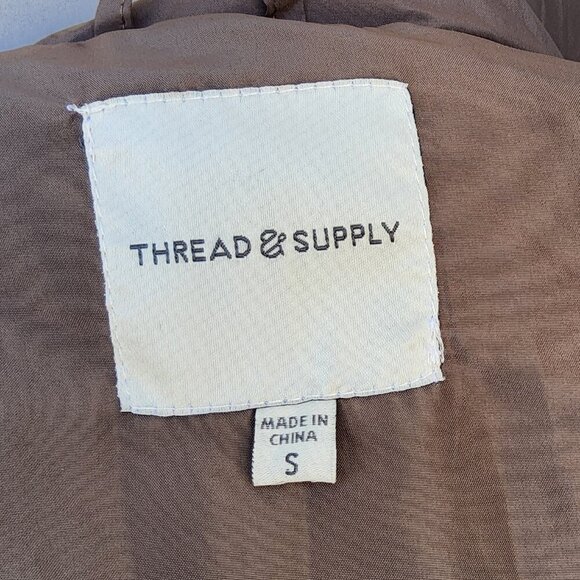 THREAD & SUPPLY
MADE IN
CHINA
S